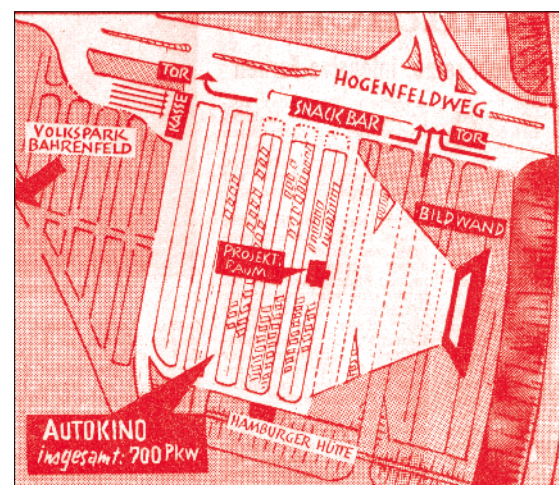 TOR
HOGENFELDWEG
KASSE
SNACK BAR
TOR
VOLKSPARK
BAHRENFELD
BILDWAND
PROJEKT.
RAUM
AUTOKINO
insgesamt: 700 Pkw
HAMBURGER HÜTTE